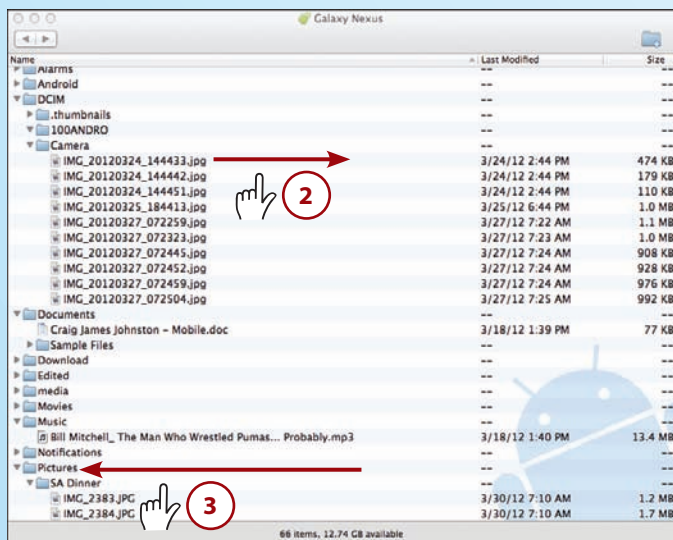 Galaxy Nexus
Name Last Modified Size
Alarms -- --
Android -- --
DCIM -- --
.thumbnails -- --
100ANDRO -- --
Camera -- --
IMG_20120324_144433.jpg 3/24/12 2:44 PM 474 KB
IMG_20120324_144442.jpg 3/24/12 2:44 PM 179 KB
2
IMG_20120324_144451.jpg 3/24/12 2:44 PM 110 KB
IMG_20120325_184413.jpg 3/25/12 6:44 PM 1.0 MB
IMG_20120327_072259.jpg 3/27/12 7:22 AM 1.1 MB
IMG_20120327_072323.jpg 3/27/12 7:23 AM 1.0 MB
IMG_20120327_072445.jpg 3/27/12 7:24 AM 908 KB
IMG_20120327_072452.jpg 3/27/12 7:24 AM 928 KB
IMG_20120327_072459.jpg 3/27/12 7:24 AM 976 KB
IMG_20120327_072504.jpg 3/27/12 7:25 AM 992 KB
Documents -- --
Craig James Johnston – Mobile.doc 3/18/12 1:39 PM 77 KB
Sample Files -- --
Download -- --
Edited -- --
media -- --
Movies -- --
Music -- --
Bill Mitchell_ The Man Who Wrestled Pumas... Probably.mp3 3/18/12 1:40 PM 13.4 MB
Notifications -- --
Pictures -- --
SA Dinner -- --
3
IMG_2383.JPG 3/30/12 7:10 AM 1.2 MB
IMG_2384.JPG 3/30/12 7:10 AM 1.7 MB
66 items, 12.74 GB available